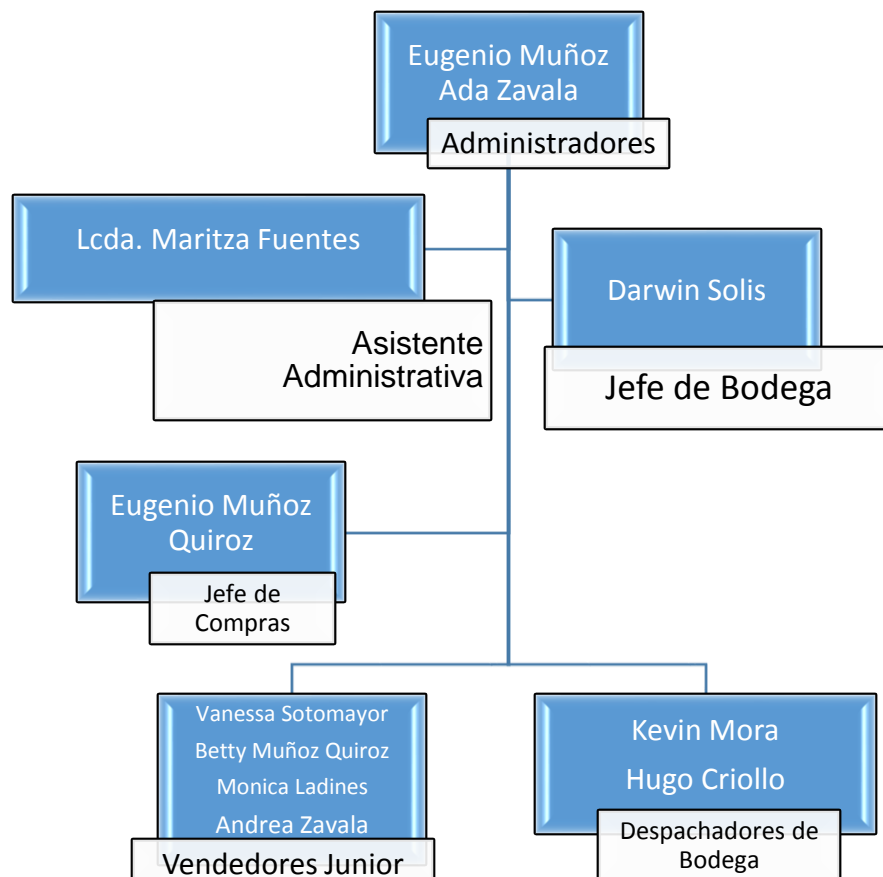 Eugenio Muñoz
Ada Zavala
Administradores
Lcda. Maritza Fuentes
Asistente
Administrativa
Darwin Solis
Jefe de Bodega
Eugenio Muñoz
Quiroz
Jefe de
Compras
Vanessa Sotomayor
Betty Muñoz Quiroz
Monica Ladines
Andrea Zavala
Vendedores Junior
Kevin Mora
Hugo Criollo
Despachadores de
Bodega